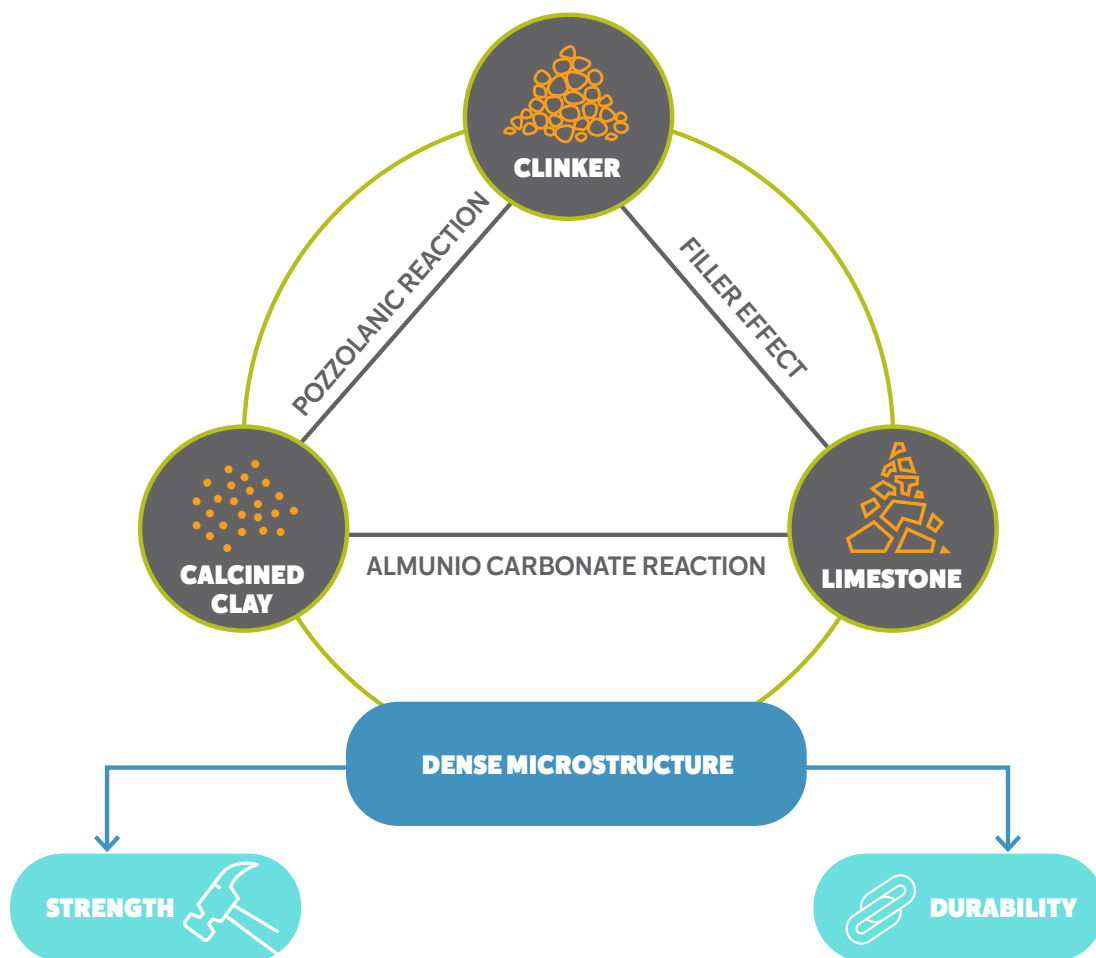 CLINKER
POZZOLANIC REACTION
FILLER EFFECT
CALCINED
CLAY
ALMUNIO CARBONATE REACTION
LIMESTONE
DENSE MICROSTRUCTURE
STRENGTH
DURABILITY